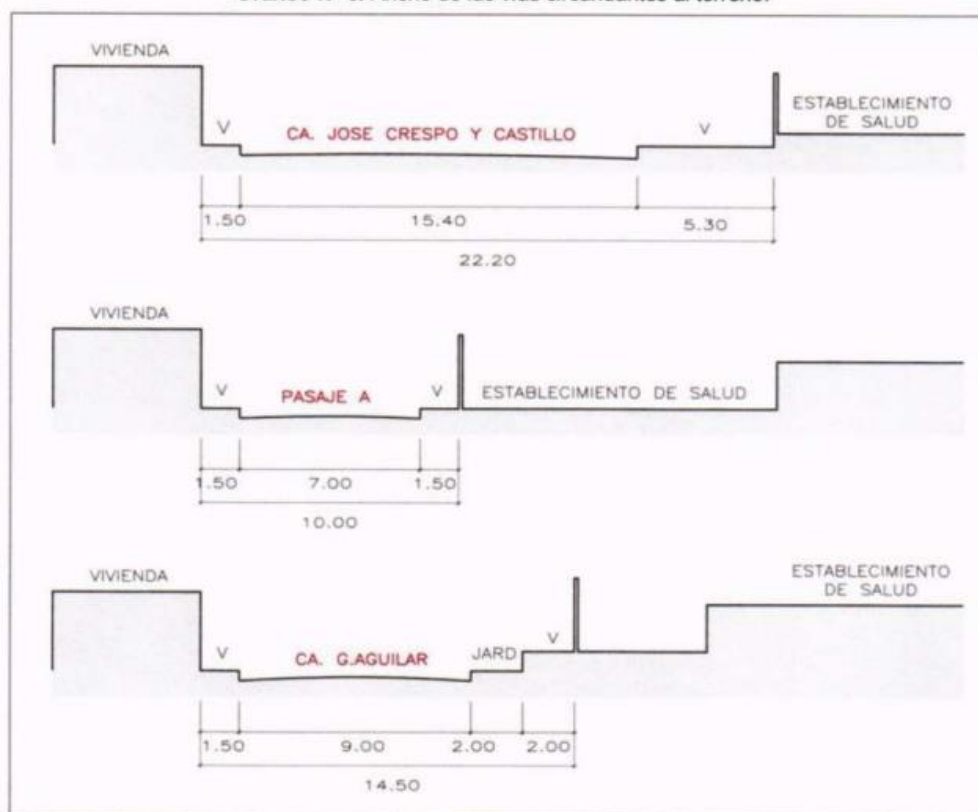 VIVIENDA
ESTABLECIMIENTO
DE SALUD
V
CA. JOSE CRESPO Y CASTILLO
V
1.50
15.40
5.30
22.20
VIVIENDA
V
PASAJE A
V
ESTABLECIMIENTO DE SALUD
1.50
7.00
1.50
10.00
VIVIENDA
ESTABLECIMIENTO
DE SALUD
V
CA. G.AGUILAR
JARD
V
1.50
9.00
2.00
2.00
14.50